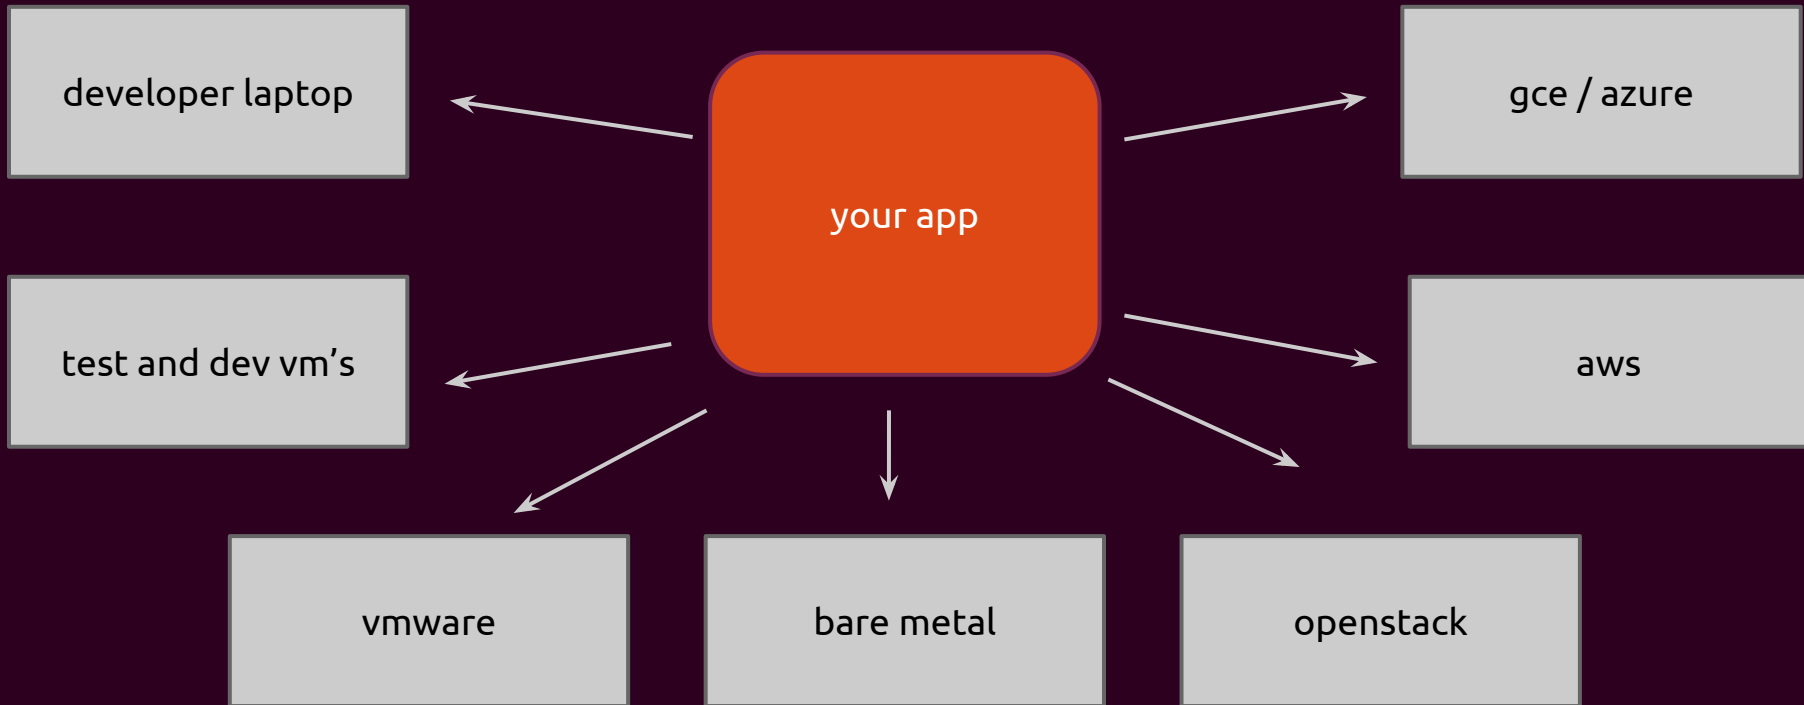 developer laptop
your app
gce / azure
test and dev vm’s
aws
vmware
bare metal
openstack